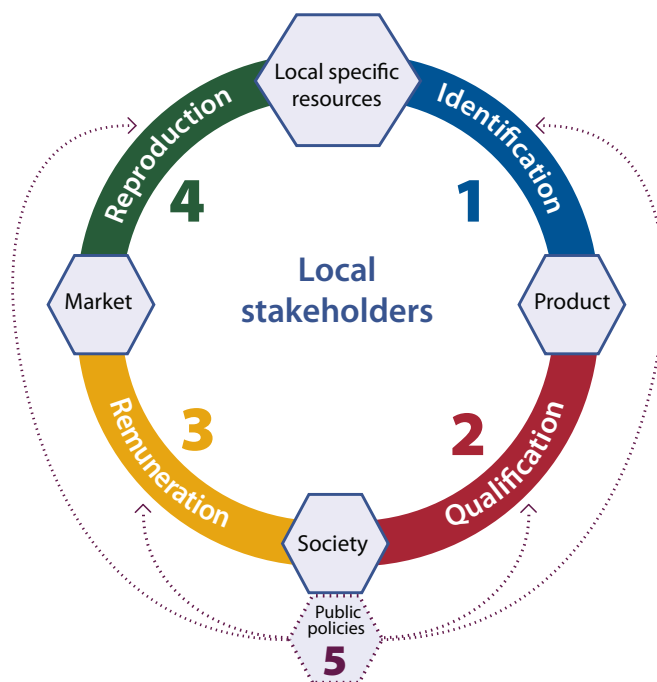 Local specific
resources
Identification
1
Product
Qualification
2
Society
Remuneration
3
Market
Reproduction
4
Local
stakeholders
Public
policies
5